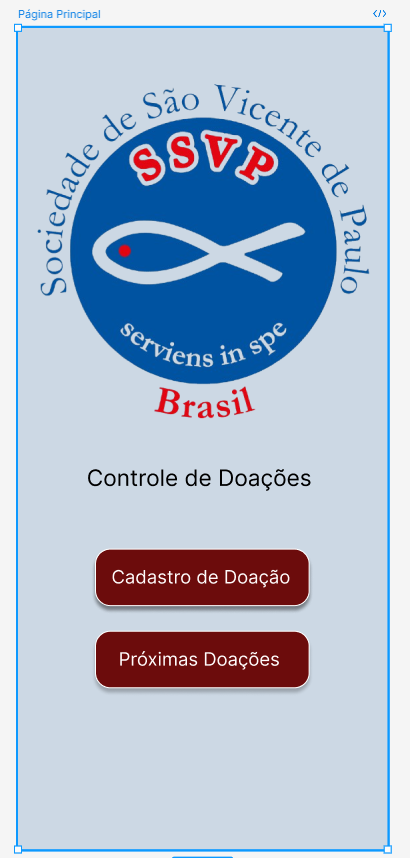 Página Principal
Sociedade de São Vicente de Paulo
SSVP
serviens in spe
Brasil
Controle de Doações
Cadastro de Doação
Próximas Doações